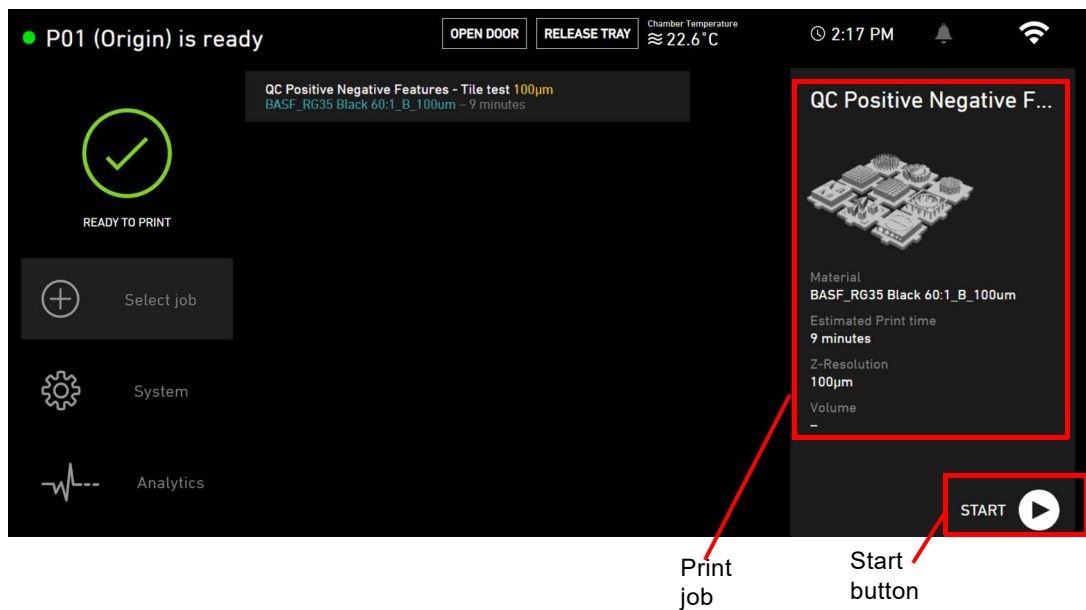 P01 (Origin) is ready
OPEN DOOR
RELEASE TRAY
Chamber Temperature
≋ 22.6°C
2:17 PM
QC Positive Negative Features - Tile test 100µm
BASF_RG35 Black 60:1_B_100um – 9 minutes
READY TO PRINT
Select job
System
Analytics
QC Positive Negative F...
Material
BASF_RG35 Black 60:1_B_100um
Estimated Print time
9 minutes
Z-Resolution
100µm
Volume
–
START
Print
job
Start
button